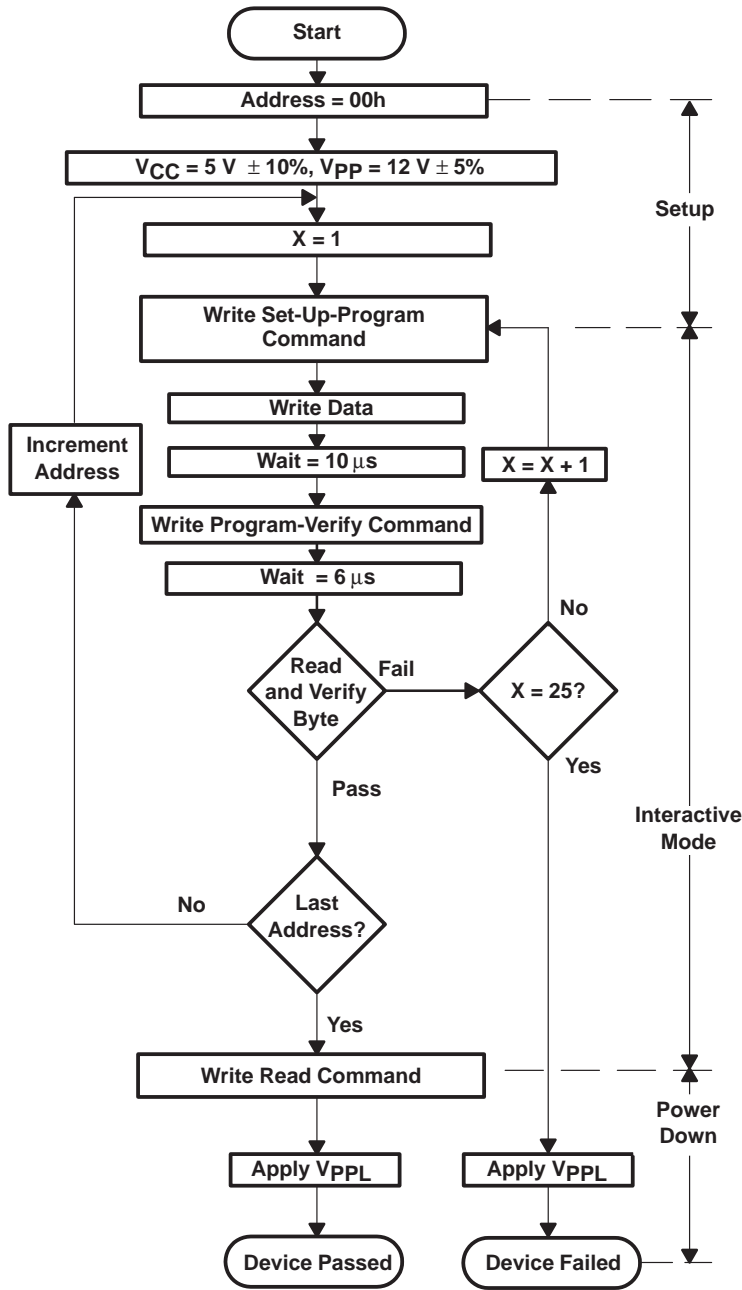 Start
Address = 00h
VCC = 5 V ± 10%, VPP = 12 V ± 5%
Setup
X = 1
Write Set-Up-Program
Command
Write Data
Increment
Address
Wait = 10 μs
X = X + 1
Write Program-Verify Command
Wait = 6 μs
No
Read
and Verify
Byte
Fail
X = 25?
Yes
Pass
Interactive
Mode
No
Last
Address?
Yes
Write Read Command
Power
Down
Apply VPPL
Apply VPPL
Device Passed
Device Failed